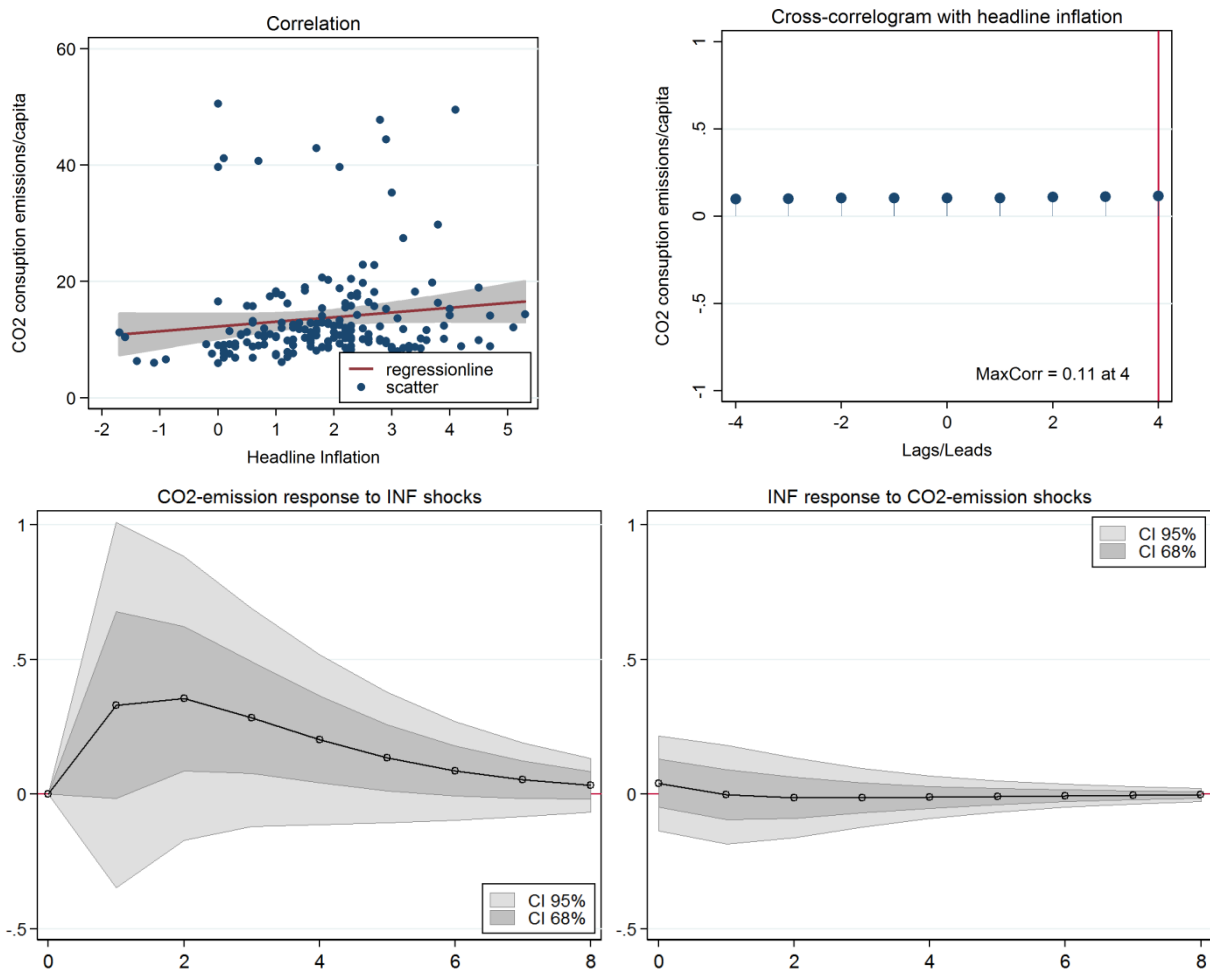 Correlation
CO2 consuption emissions/capita
60
40
20
0
regressionline
scatter
-2 -1 0 1 2 3 4 5
Headline Inflation
Cross-correlogram with headline inflation
CO2 consuption emissions/capita
1
.5
0
-.5
-1
MaxCorr = 0.11 at 4
-4 -2 0 2 4
Lags/Leads
CO2-emission response to INF shocks
1
.5
0
-.5
CI 95%
CI 68%
0 2 4 6 8
INF response to CO2-emission shocks
CI 95%
CI 68%
1
.5
0
-.5
0 2 4 6 8